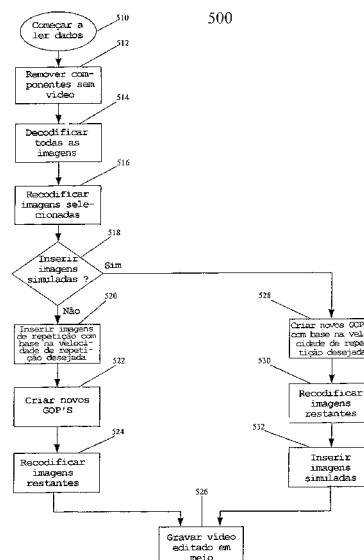 500
Começar a
ler dados
510
512
Remover com-
ponentes sem
vídeo
514
Decodificar
todas as
imagens
516
Recodificar
imagens sele-
cionadas
518
Inserir
imagens
simuladas ?
Sim
Não
520
Inserir imagens
de repetição com
base na veloci-
dade de repeti-
ção desejada
522
Criar novos
GOP'S
524
Recodificar
imagens
restantes
528
Criar novos GOP'
com base na velo-
cidade de repe-
tição desejada
530
Recodificar
imagens
restantes
532
Inserir
imagens
simuladas
526
Gravar vídeo
editado em
meio